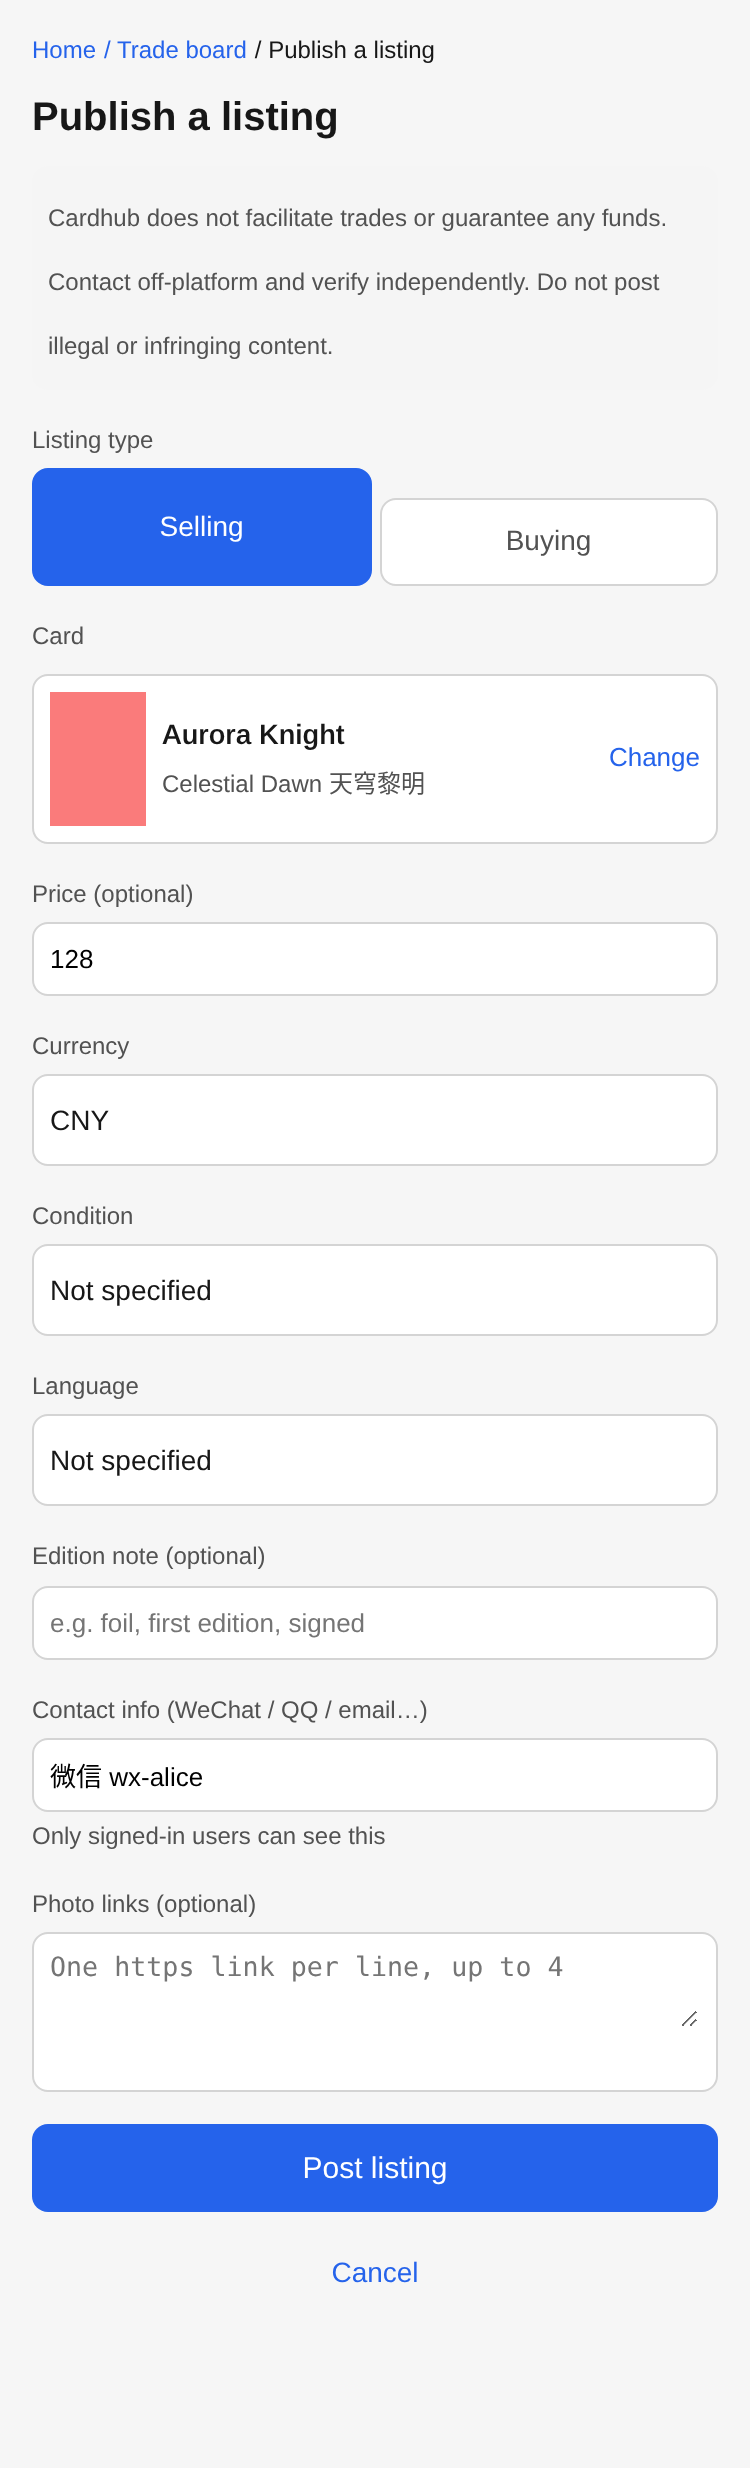 Home / Trade board / Publish a listing
Publish a listing
Cardhub does not facilitate trades or guarantee any funds.
Contact off-platform and verify independently. Do not post
illegal or infringing content.
Listing type
Selling
Buying
Card
Aurora Knight
Celestial Dawn 天穹黎明
Change
Price (optional)
128
Currency
CNY
Condition
Not specified
Language
Not specified
Edition note (optional)
e.g. foil, first edition, signed
Contact info (WeChat / QQ / email…)
微信 wx-alice
Only signed-in users can see this
Photo links (optional)
One https link per line, up to 4
Post listing
Cancel